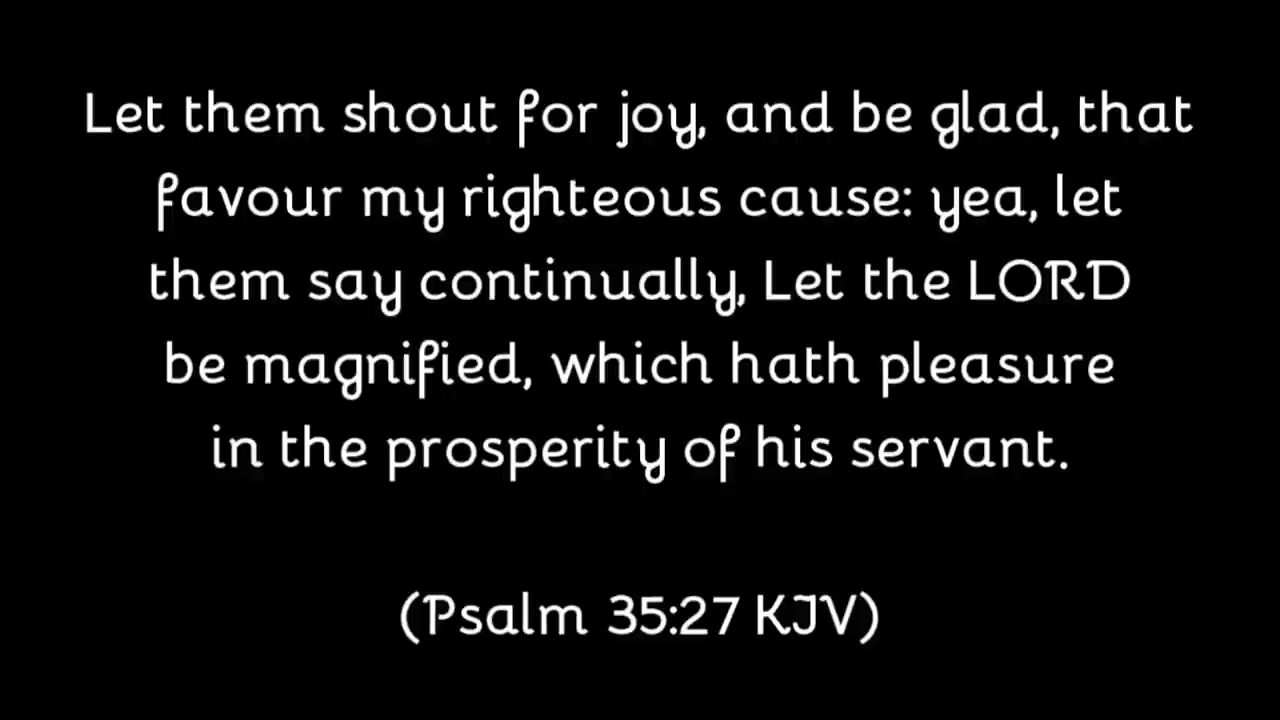 Let them shout for joy, and be glad, that
favour my righteous cause: yea, let
them say continually, Let the LORD
be magnified, which hath pleasure
in the prosperity of his servant.
(Psalm 35:27 KJV)